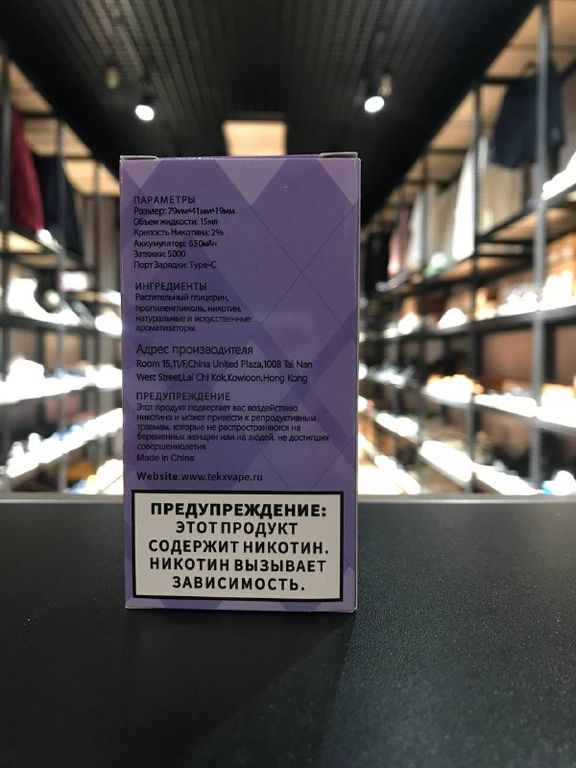 ПАРАМЕТРЫ
Размер: 79мм*41мм*19мм
Объем жидкости: 15мл
Крепость Никотина: 2%
Аккумулятор: 650мАч
Затяжки: 5000
Порт Зарядки: Type-C
ИНГРЕДИЕНТЫ
Растительный глицерин,
пропиленгликоль, никотин,
натуральные и искусственные
ароматизаторы
Адрес производителя
Room 15,11/F,China United Plaza,1008 Tai Nan
West Street,Lai Chi Kok,Kowloon,Hong Kong
ПРЕДУПРЕЖДЕНИЕ
Этот продукт подвергает вас воздействию
никотина и может привести к репродуктивным
травмам, которые не распространяются на
беременных женщин или на людей, не достигших
совершеннолетия
Made in China
Website:www.tekxvape.ru
ПРЕДУПРЕЖДЕНИЕ:
ЭТОТ ПРОДУКТ
СОДЕРЖИТ НИКОТИН.
НИКОТИН ВЫЗЫВАЕТ
ЗАВИСИМОСТЬ.